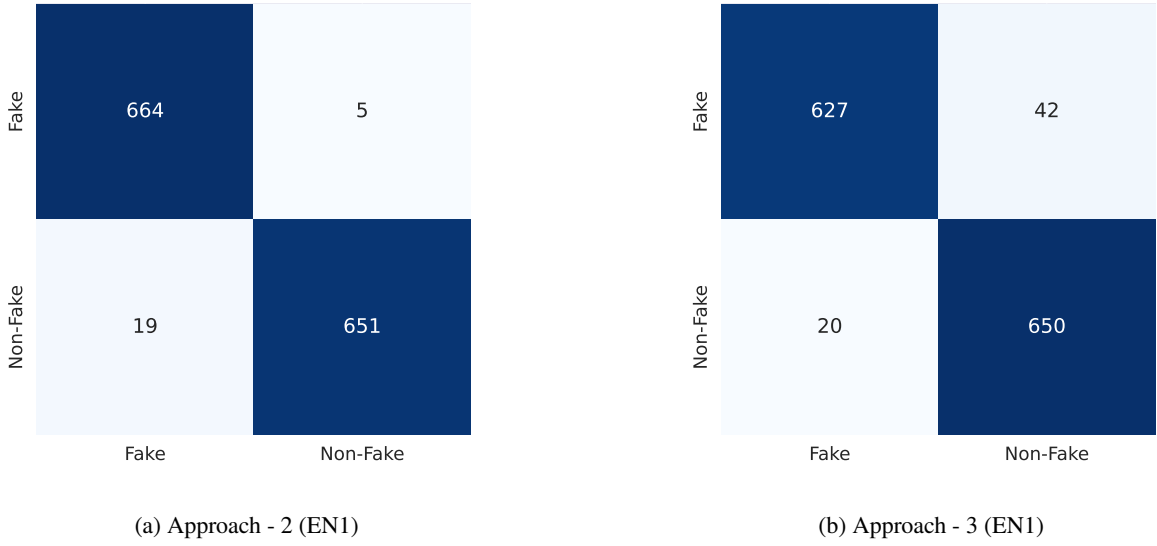 Fake
664
5
Non-Fake
19
651
Fake
Non-Fake
(a) Approach - 2 (EN1)
Fake
627
42
Non-Fake
20
650
Fake
Non-Fake
(b) Approach - 3 (EN1)